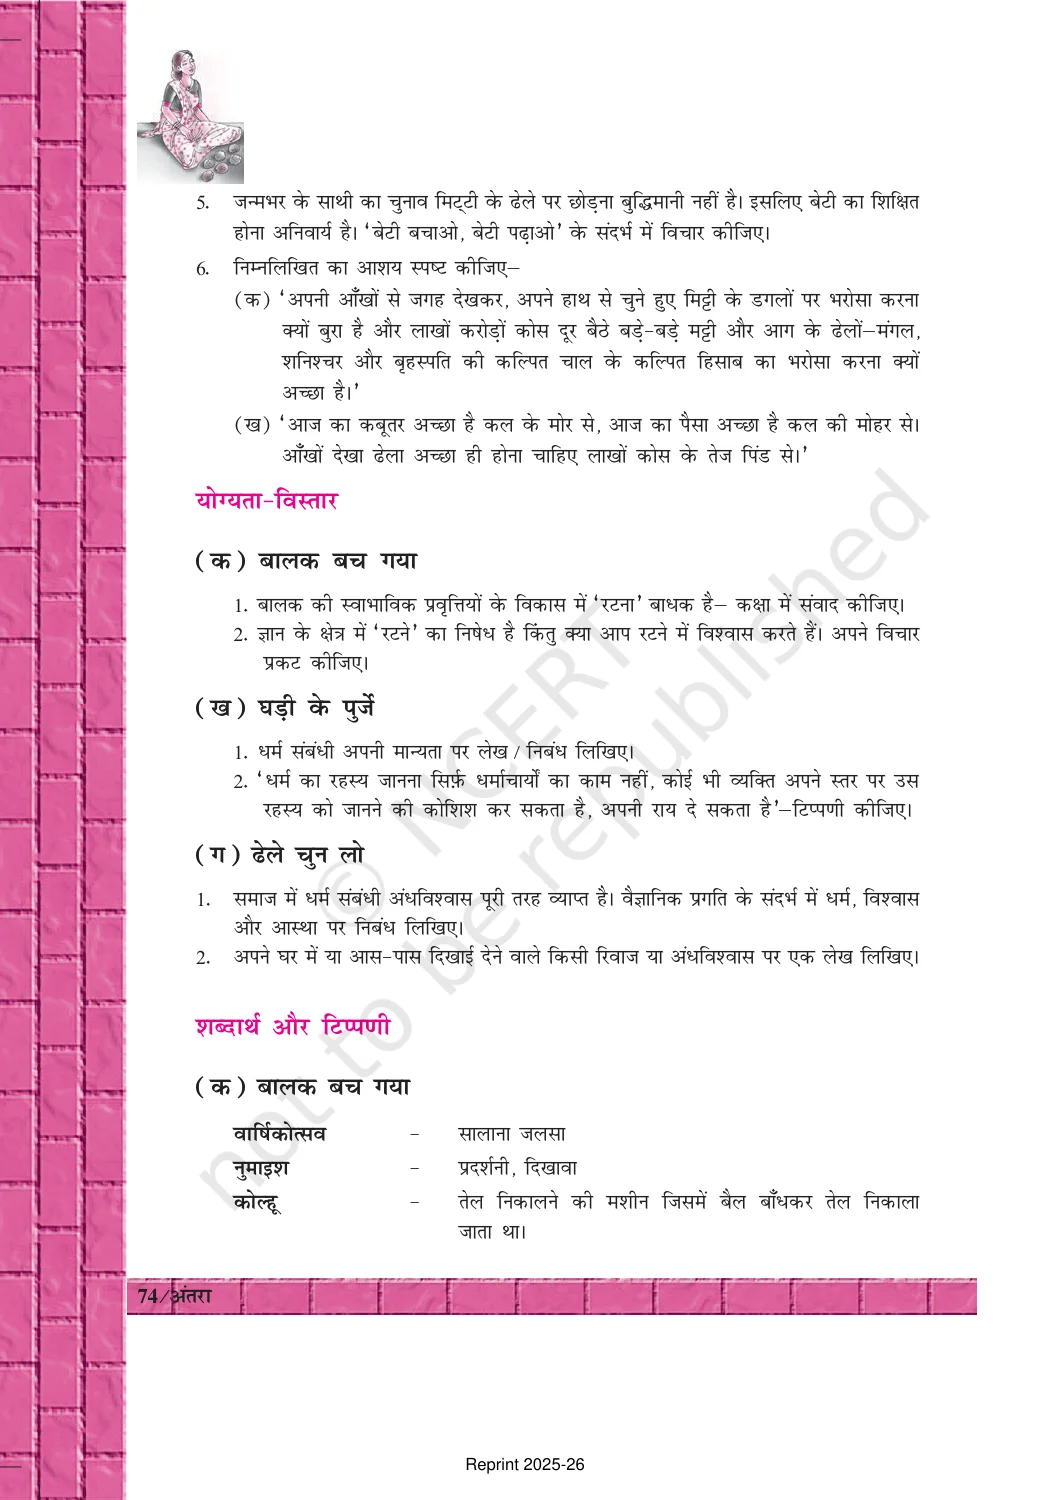 5. जन्मभर के साथी का चुनाव मिट्‌टी के ढेले पर छोड़ना बुद्धिमानी नहीं है। इसलिए बेटी का शिक्षित
होना अनिवार्य है। ‘बेटी बचाओ, बेटी पढ़ाओ’ के संदर्भ में विचार कीजिए।
6. निम्नलिखित का आशय स्पष्ट कीजिए–
(क) ‘अपनी आँखों से जगह देखकर, अपने हाथ से चुने हुए मिट्टी के डगलों पर भरोसा करना
क्यों बुरा है और लाखों करोड़ों कोस दूर बैठे बड़े-बड़े मट्टी और आग के ढेलों–मंगल,
शनिश्चर और बृहस्पति की कल्पित चाल के कल्पित हिसाब का भरोसा करना क्यों
अच्छा है।’
(ख) ‘आज का कबूतर अच्छा है कल के मोर से, आज का पैसा अच्छा है कल की मोहर से।
आँखों देखा ढेला अच्छा ही होना चाहिए लाखों कोस के तेज पिंड से।’
योग्यता-विस्तार
(क) बालक बच गया
1. बालक की स्वाभाविक प्रवृत्तियों के विकास में ‘रटना’ बाधक है– कक्षा में संवाद कीजिए।
2. ज्ञान के क्षेत्र में ‘रटने’ का निषेध है किंतु क्या आप रटने में विश्वास करते हैं। अपने विचार
प्रकट कीजिए।
(ख) घड़ी के पुर्जे
1. धर्म संबंधी अपनी मान्यता पर लेख / निबंध लिखिए।
2. ‘धर्म का रहस्य जानना सिर्फ़ धर्माचार्यों का काम नहीं, कोई भी व्यक्ति अपने स्तर पर उस
रहस्य को जानने की कोशिश कर सकता है, अपनी राय दे सकता है’–टिप्पणी कीजिए।
(ग) ढेले चुन लो
1. समाज में धर्म संबंधी अंधविश्वास पूरी तरह व्याप्त है। वैज्ञानिक प्रगति के संदर्भ में धर्म, विश्वास
और आस्था पर निबंध लिखिए।
2. अपने घर में या आस-पास दिखाई देने वाले किसी रिवाज या अंधविश्वास पर एक लेख लिखिए।
शब्दार्थ और टिप्पणी
(क) बालक बच गया
वार्षिकोत्सव - सालाना जलसा
नुमाइश - प्रदर्शनी, दिखावा
कोल्हू - तेल निकालने की मशीन जिसमें बैल बाँधकर तेल निकाला
जाता था।
74/अंतरा
Reprint 2025-26
© NCERT
not to be republished